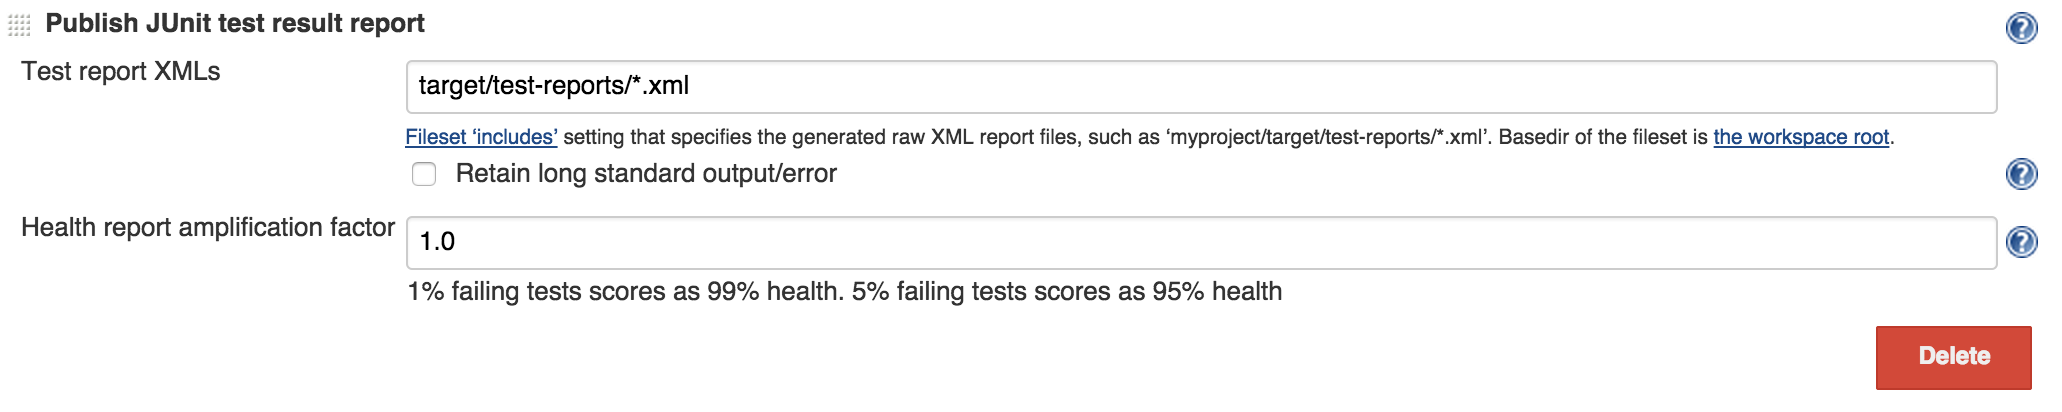 Publish JUnit test result report
Test report XMLs
target/test-reports/*.xml
Fileset ‘includes’ setting that specifies the generated raw XML report files, such as ‘myproject/target/test-reports/*.xml’. Basedir of the fileset is the workspace root.
Retain long standard output/error
Health report amplification factor
1.0
1% failing tests scores as 99% health. 5% failing tests scores as 95% health
Delete